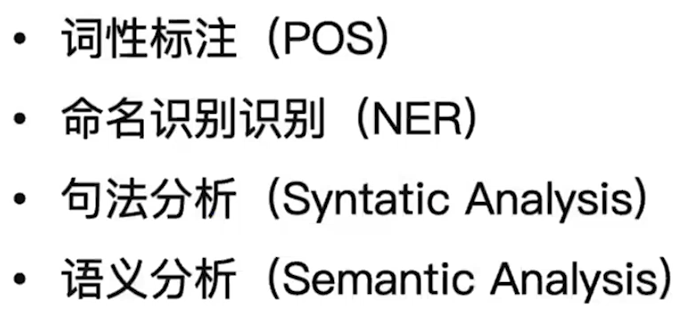 • 词性标注（POS）
• 命名识别识别（NER）
• 句法分析（Syntatic Analysis）
• 语义分析（Semantic Analysis）